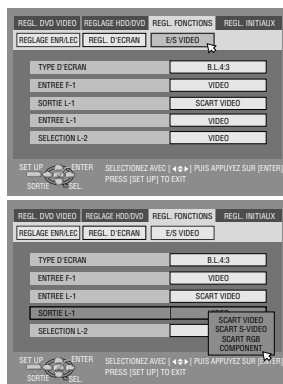 REGL. DVD VIDEO REGLAGE HDD/DVD REGL. FONCTIONS REGL. INITIAUX
REGLAGE ENR/LEC REGL. D'ECRAN E/S VIDEO
TYPE D'ECRAN B.L.4:3
ENTREE F-1 VIDEO
SORTIE L-1 SCART VIDEO
ENTREE L-1 VIDEO
SELECTION L-2 VIDEO
SET UP ENTER SELECTIONEZ AVEC [ ] PUIS APPUYEZ SUR [ENTER]
SORTIE SEL. PRESS [SET UP] TO EXIT
REGL. DVD VIDEO REGLAGE HDD/DVD REGL. FONCTIONS REGL. INITIAUX
REGLAGE ENR/LEC REGL. D'ECRAN E/S VIDEO
TYPE D'ECRAN B.L.4:3
ENTREE F-1 VIDEO
ENTREE L-1 SCART VIDEO
SORTIE L-1
SCART VIDEO
SCART S-VIDEO
SCART RGB
COMPONENT
SELECTION L-2
SET UP ENTER SELECTIONEZ AVEC [ ] PUIS APPUYEZ SUR [ENTER]
SORTIE SEL. PRESS [SET UP] TO EXIT